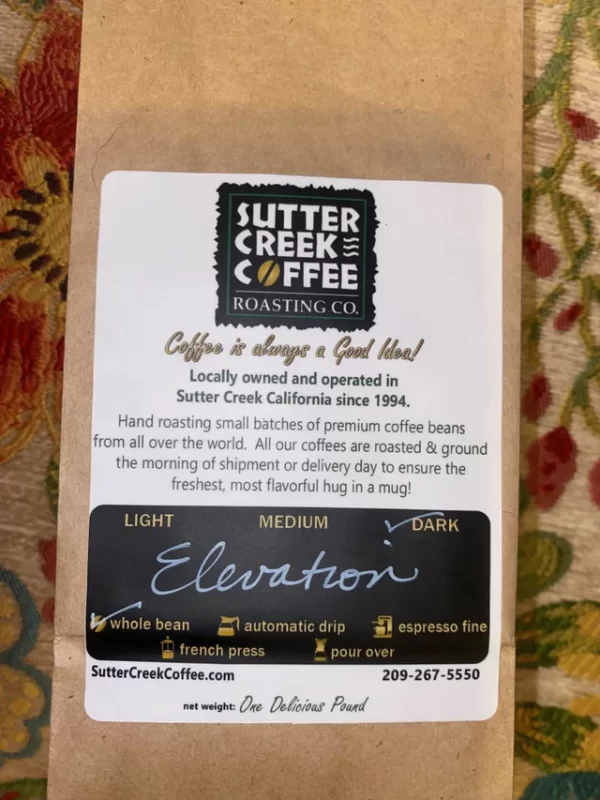 SUTTER
CREEK
COFFEE
ROASTING CO.
Coffee is always a Good Idea!
Locally owned and operated in
Sutter Creek California since 1994.
Hand roasting small batches of premium coffee beans
from all over the world. All our coffees are roasted & ground
the morning of shipment or delivery day to ensure the
freshest, most flavorful hug in a mug!
LIGHT MEDIUM DARK
Elevation
whole bean automatic drip espresso fine
french press pour over
SutterCreekCoffee.com 209-267-5550
net weight: One Delicious Pound